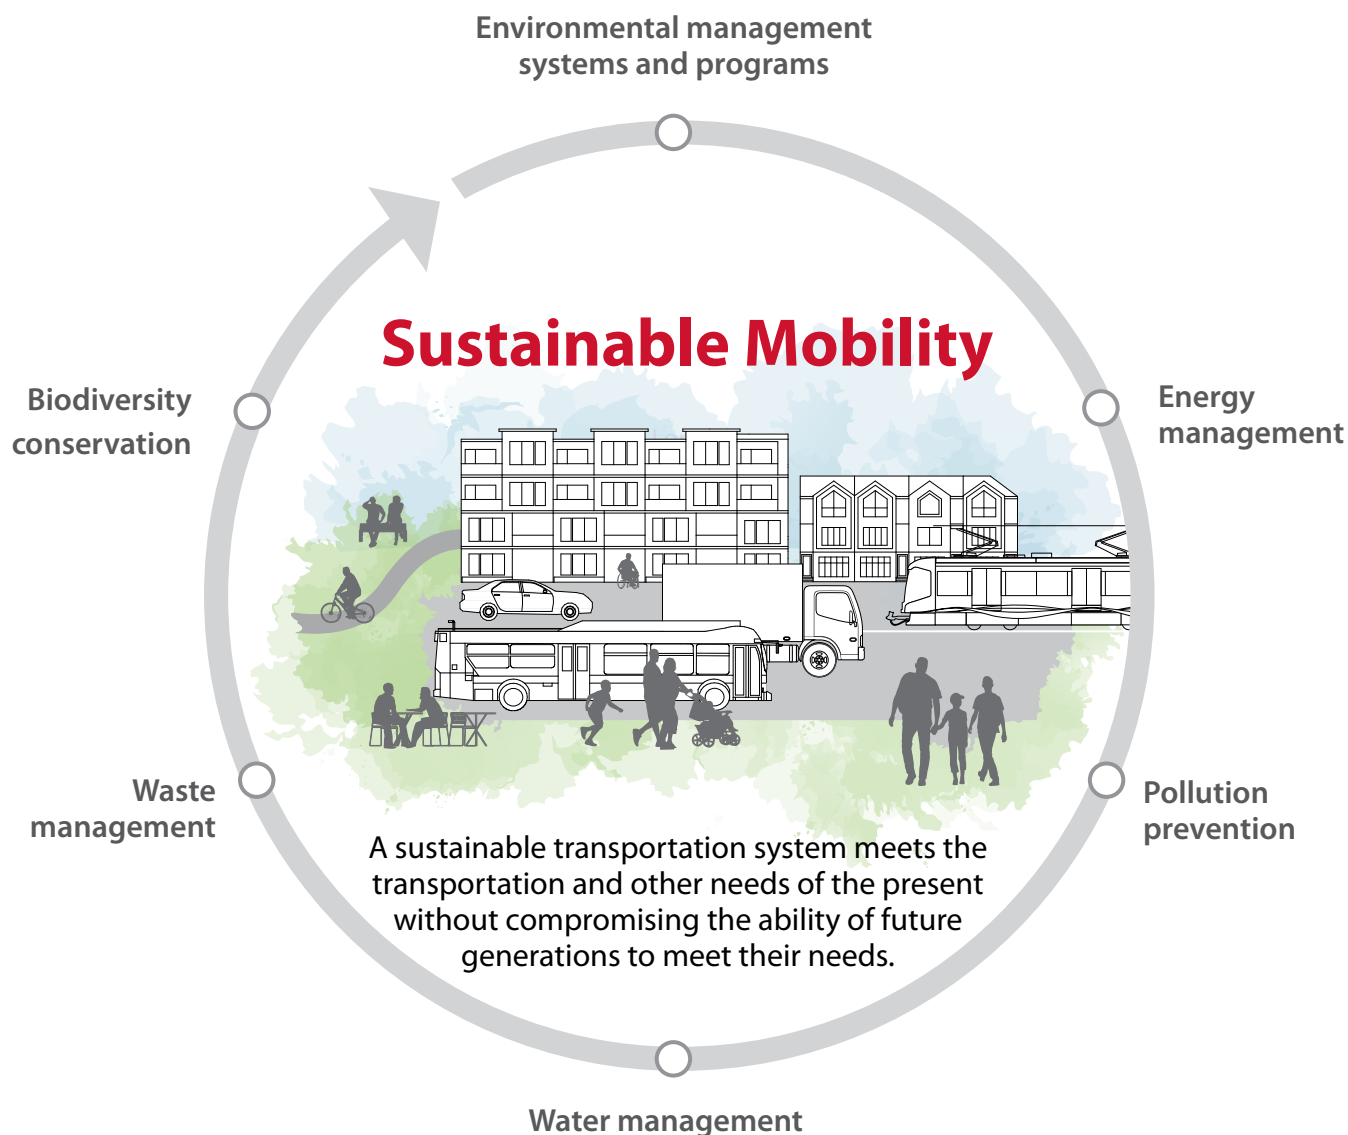 Environmental management
systems and programs
Sustainable Mobility
Biodiversity
conservation
Energy
management
Waste
management
Pollution
prevention
A sustainable transportation system meets the
transportation and other needs of the present
without compromising the ability of future
generations to meet their needs.
Water management